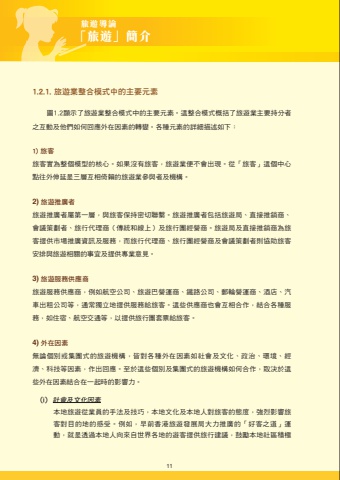 旅遊導論
「旅遊」簡介
1.2.1. 旅遊業整合模式中的主要元素
圖1.2顯示了旅遊業整合模式中的主要元素。這整合模式概括了旅遊業主要持分者
之互動及他們如何回應外在因素的轉變。各種元素的詳細描述如下：
1) 旅客
旅客實為整個模型的核心。如果沒有旅客，旅遊業便不會出現。從「旅客」這個中心
點往外伸延是三層互相倚賴的旅遊業參與者及機構。
2) 旅遊推廣者
旅遊推廣者屬第一層，與旅客保持密切聯繫。旅遊推廣者包括旅遊局、直接推銷商、
會議策劃者、旅行代理商（傳統和線上）及旅行團經營商。旅遊局及直接推銷商為旅
客提供市場推廣資訊及服務，而旅行代理商、旅行團經營商及會議策劃者則協助旅客
安排與旅遊相關的事宜及提供專業意見。
3) 旅遊服務供應商
旅遊服務供應商，例如航空公司、旅遊巴營運商、鐵路公司、郵輪營運商、酒店、汽
車出租公司等，通常獨立地提供服務給旅客。這些供應商也會互相合作，結合各種服
務，如住宿、航空交通等，以提供旅行團套票給旅客。
4) 外在因素
無論個別或集團式的旅遊機構，皆對各種外在因素如社會及文化、政治、環境、經
濟、科技等因素，作出回應。至於這些個別及集團式的旅遊機構如何合作，取決於這
些外在因素結合在一起時的影響力。
(i) 社會及文化因素
本地旅遊從業員的手法及技巧，本地文化及本地人對旅客的態度，強烈影響旅
客對目的地的感受。例如，早前香港旅遊發展局大力推廣的「好客之道」運
動，就是透過本地人向來自世界各地的遊客提供旅行建議，鼓勵本地社區積極
11